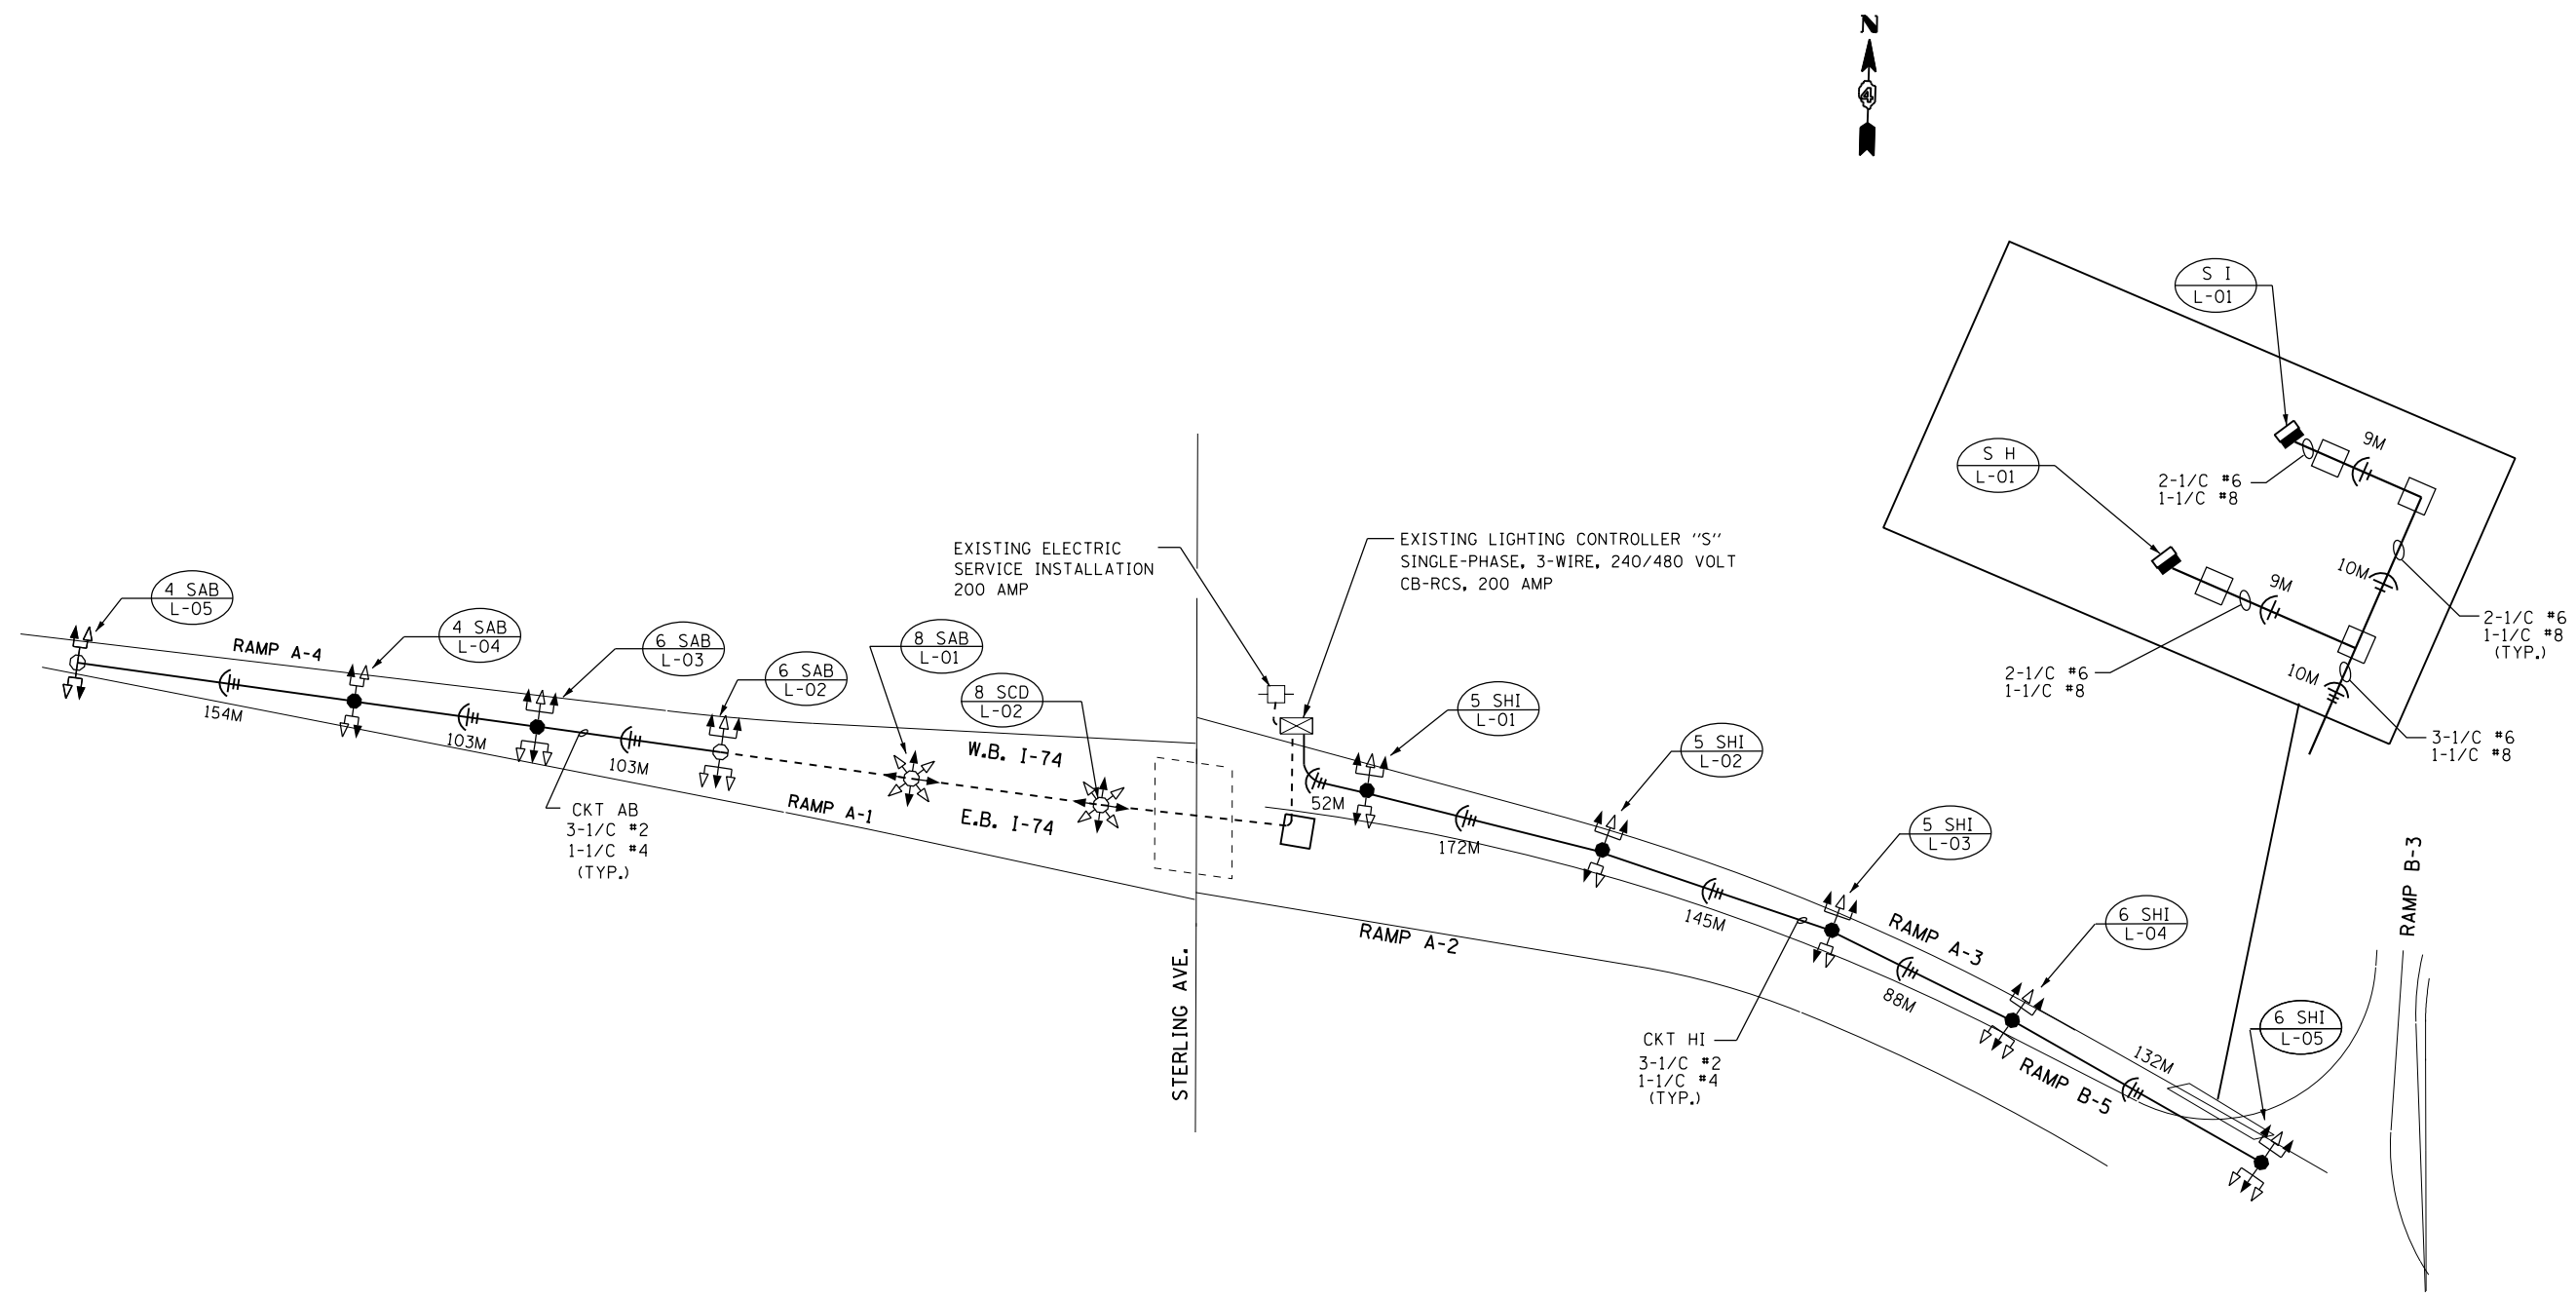 N
4
S I
L-01
S H
L-01
9M
2-1/C #6
1-1/C #8
10M
9M
2-1/C #6
1-1/C #8
(TYP.)
2-1/C #6
1-1/C #8
10M
3-1/C #6
1-1/C #8
EXISTING ELECTRIC
SERVICE INSTALLATION
200 AMP
EXISTING LIGHTING CONTROLLER "S"
SINGLE-PHASE, 3-WIRE, 240/480 VOLT
CB-RCS, 200 AMP
4 SAB
L-05
4 SAB
L-04
6 SAB
L-03
6 SAB
L-02
8 SAB
L-01
8 SCD
L-02
5 SHI
L-01
5 SHI
L-02
5 SHI
L-03
6 SHI
L-04
6 SHI
L-05
RAMP A-4
154M
103M
103M
W.B. I-74
E.B. I-74
RAMP A-1
CKT AB
3-1/C #2
1-1/C #4
(TYP.)
52M
172M
145M
88M
132M
RAMP A-2
RAMP A-3
RAMP B-5
RAMP B-3
STERLING AVE.
CKT HI
3-1/C #2
1-1/C #4
(TYP.)